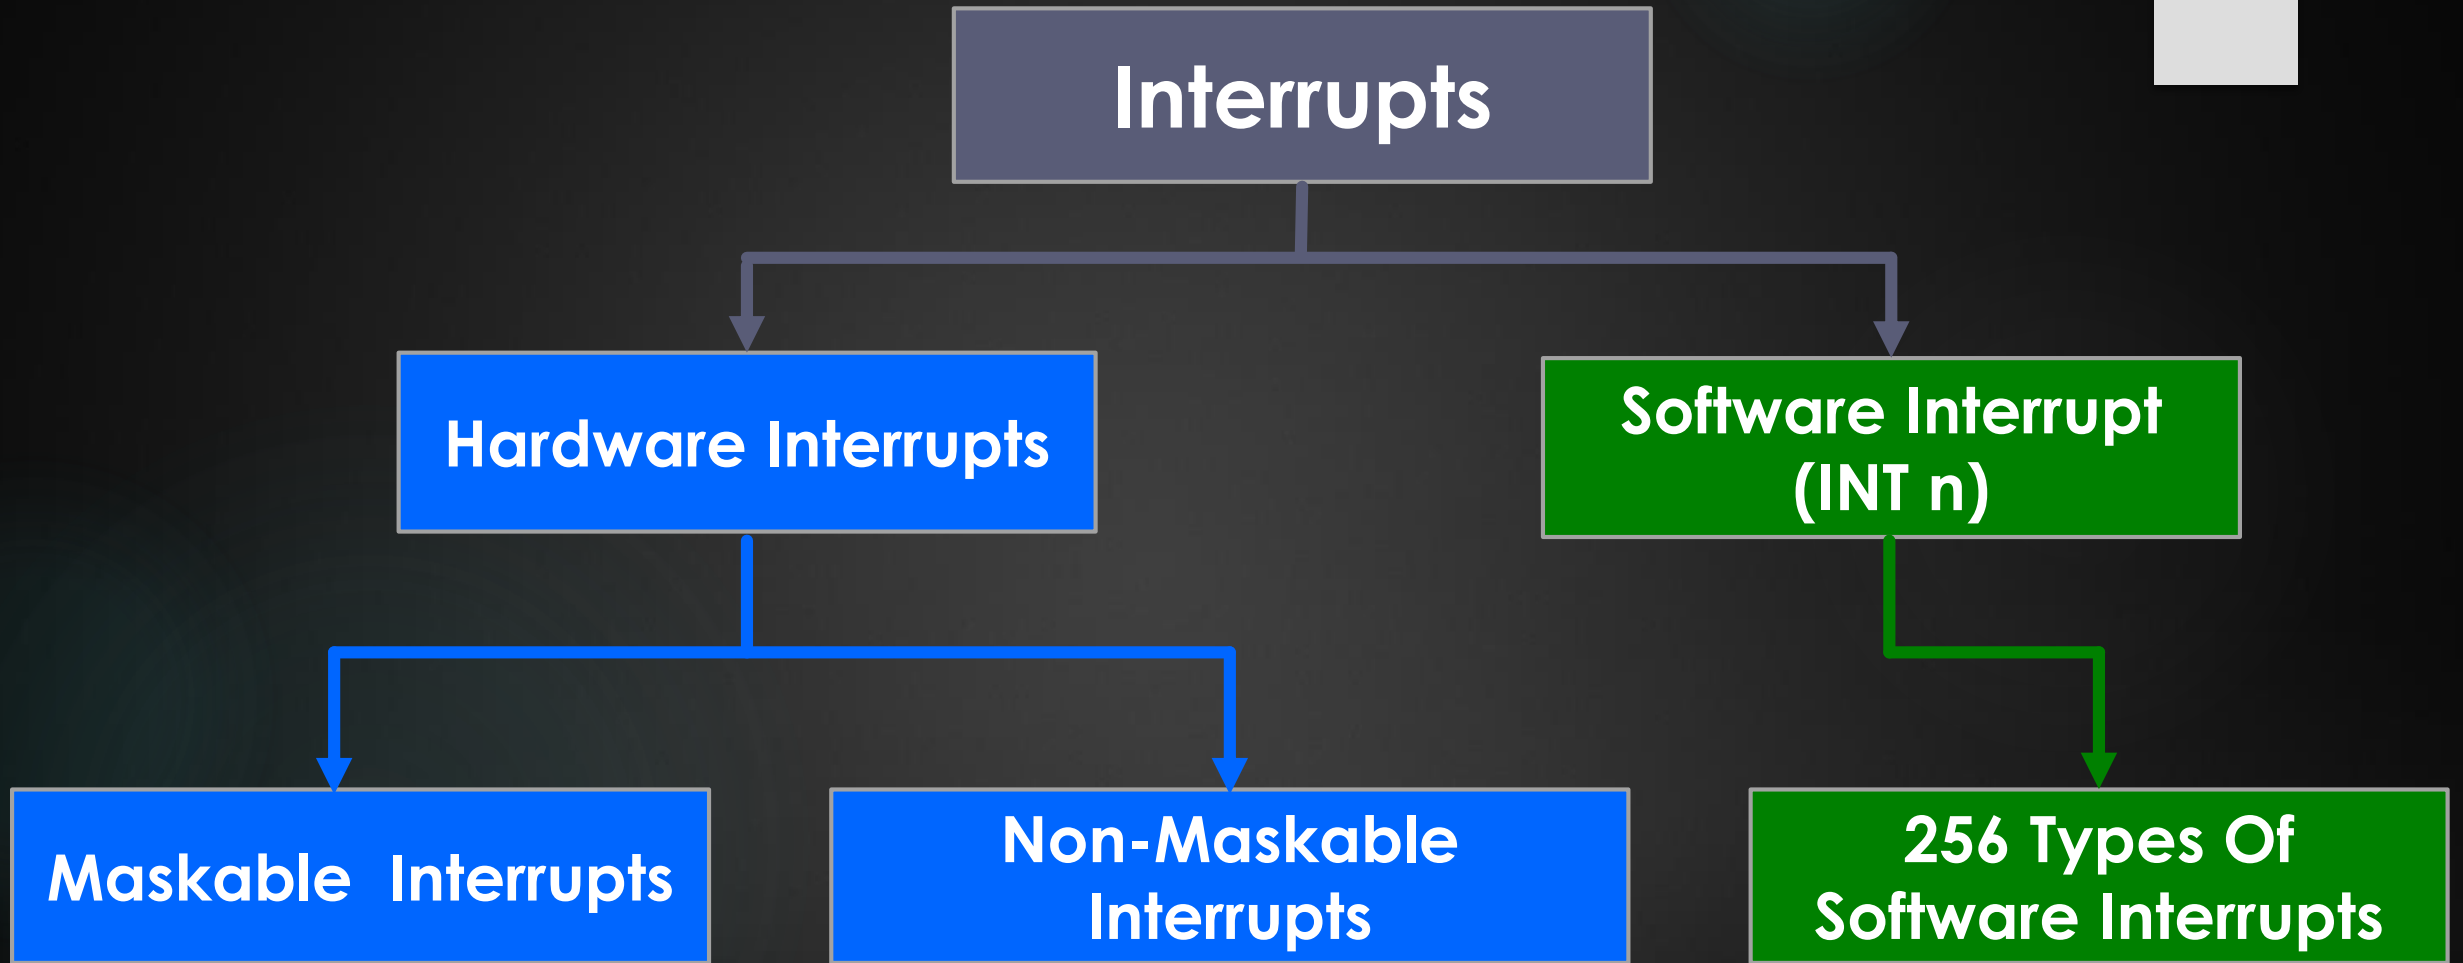 Interrupts
Hardware Interrupts
Software Interrupt
(INT n)
Maskable  Interrupts
Non-Maskable
Interrupts
256 Types Of
Software Interrupts